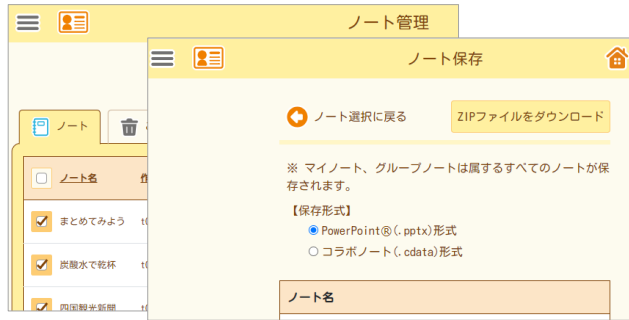 ノート管理
ノート
ノート名
まとめてみよう
炭酸水で乾杯
四国観光新聞
ノート保存
ノート選択に戻る
ZIPファイルをダウンロード
※ マイノート、グループノートは属するすべてのノートが保
存されます。
【保存形式】
PowerPoint®(.pptx)形式
コラボノート(.cdata)形式
ノート名